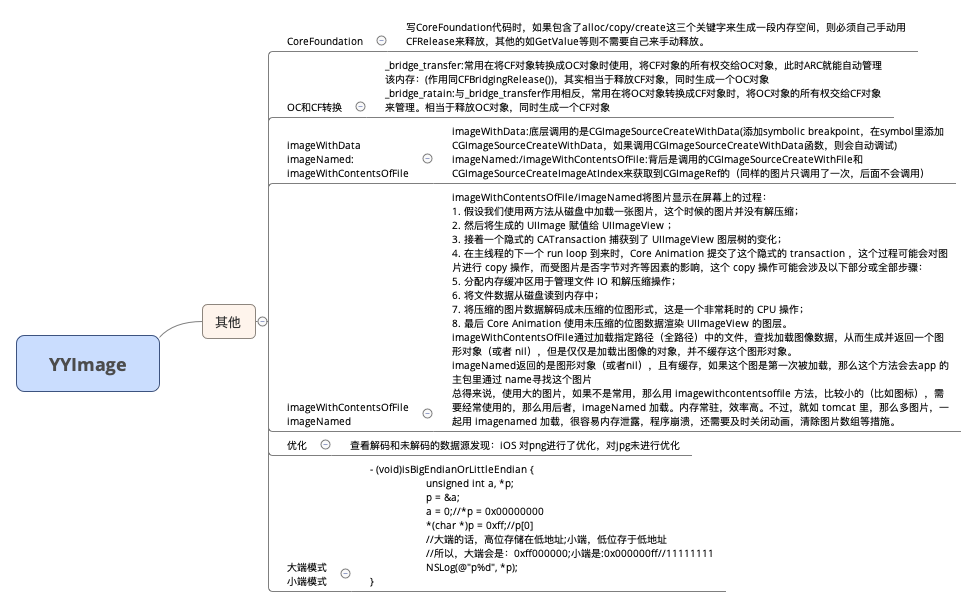 YYImage
其他
CoreFoundation
写CoreFoundation代码时，如果包含了alloc/copy/create这三个关键字来生成一段内存空间，则必须自己手动用
CFRelease来释放，其他的如GetValue等则不需要自己来手动释放。
OC和CF转换
_bridge_transfer:常用在将CF对象转换成OC对象时使用，将CF对象的所有权交给OC对象，此时ARC就能自动管理
该内存：(作用同CFBridgingRelease())，其实相当于释放CF对象，同时生成一个OC对象
_bridge_ratain:与_bridge_transfer作用相反，常用在将OC对象转换成CF对象时，将OC对象的所有权交给CF对象
来管理。相当于释放OC对象，同时生成一个CF对象
imageWithData
imageNamed:
imageWithContentsOfFile
imageWithData:底层调用的是CGImageSourceCreateWithData(添加symbolic breakpoint，在symbol里添加
CGImageSourceCreateWithData，如果调用CGImageSourceCreateWithData函数，则会自动调试)
imageNamed:/imageWithContentsOfFile:背后是调用的CGImageSourceCreateWithFile和
CGImageSourceCreateImageAtIndex来获取到CGImageRef的（同样的图片只调用了一次，后面不会调用）
imageWithContentsOfFile
imageNamed
imageWithContentsOfFile/imageNamed将图片显示在屏幕上的过程：
1. 假设我们使用两方法从磁盘中加载一张图片，这个时候的图片并没有解压缩；
2. 然后将生成的 UIImage 赋值给 UIImageView ；
3. 接着一个隐式的 CATransaction 捕获到了 UIImageView 图层树的变化；
4. 在主线程的下一个 run loop 到来时，Core Animation 提交了这个隐式的 transaction ，这个过程可能会对图
片进行 copy 操作，而受图片是否字节对齐等因素的影响，这个 copy 操作可能会涉及以下部分或全部步骤：
5. 分配内存缓冲区用于管理文件 IO 和解压缩操作；
6. 将文件数据从磁盘读到内存中；
7. 将压缩的图片数据解码成未压缩的位图形式，这是一个非常耗时的 CPU 操作；
8. 最后 Core Animation 使用未压缩的位图数据渲染 UIImageView 的图层。
imageWithContentsOfFile通过加载指定路径（全路径）中的文件，查找加载图像数据，从而生成并返回一个图
形对象（或者 nil），但是仅仅是加载出图像的对象，并不缓存这个图形对象。
imageNamed返回的是图形对象（或者nil），且有缓存，如果这个图是第一次被加载，那么这个方法会去app 的
主包里通过 name寻找这个图片
总得来说，使用大的图片，如果不是常用，那么用 imagewithcontentsoffile 方法，比较小的（比如图标），需
要经常使用的，那么用后者，imageNamed 加载。内存常驻，效率高。不过，就如 tomcat 里，那么多图片，一
起用 imagenamed 加载，很容易内存泄露，程序崩溃，还需要及时关闭动画，清除图片数组等措施。
优化
查看解码和未解码的数据源发现：iOS 对png进行了优化，对jpg未进行优化
大端模式
小端模式
- (void)isBigEndianOrLittleEndian {
unsigned int a, *p;
p = &a;
a = 0;//*p = 0x00000000
*(char *)p = 0xff;//p[0]
//大端的话，高位存储在低地址;小端，低位存于低地址
//所以，大端会是：0xff000000;小端是:0x000000ff//11111111
NSLog(@"p%d", *p);
}